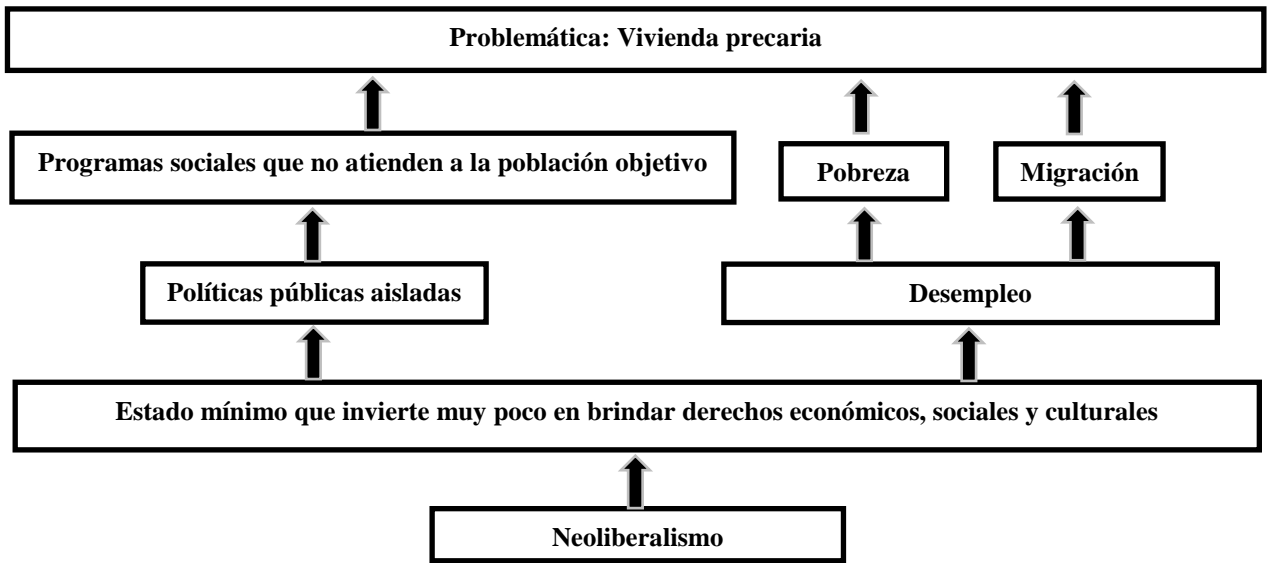 Problemática: Vivienda precaria
Programas sociales que no atienden a la población objetivo
Pobreza
Migración
Políticas públicas aisladas
Desempleo
Estado mínimo que invierte muy poco en brindar derechos económicos, sociales y culturales
Neoliberalismo